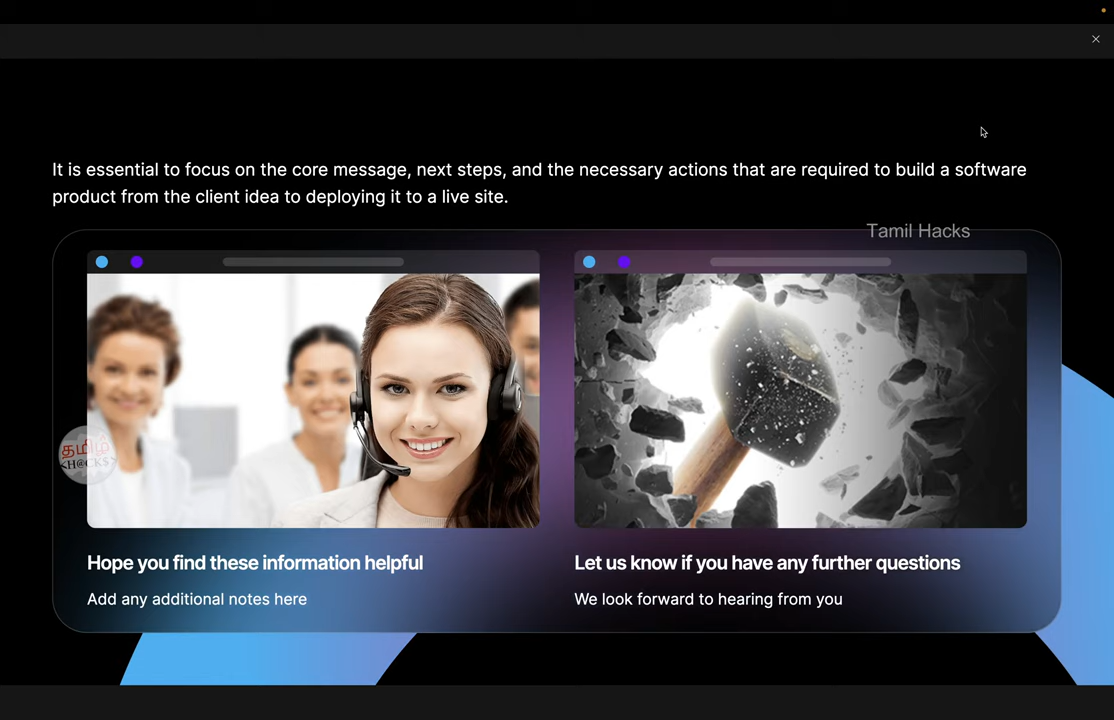 It is essential to focus on the core message, next steps, and the necessary actions that are required to build a software
product from the client idea to deploying it to a live site.
Tamil Hacks
தமிழ்
<H@CKS>
Hope you find these information helpful
Let us know if you have any further questions
Add any additional notes here
We look forward to hearing from you